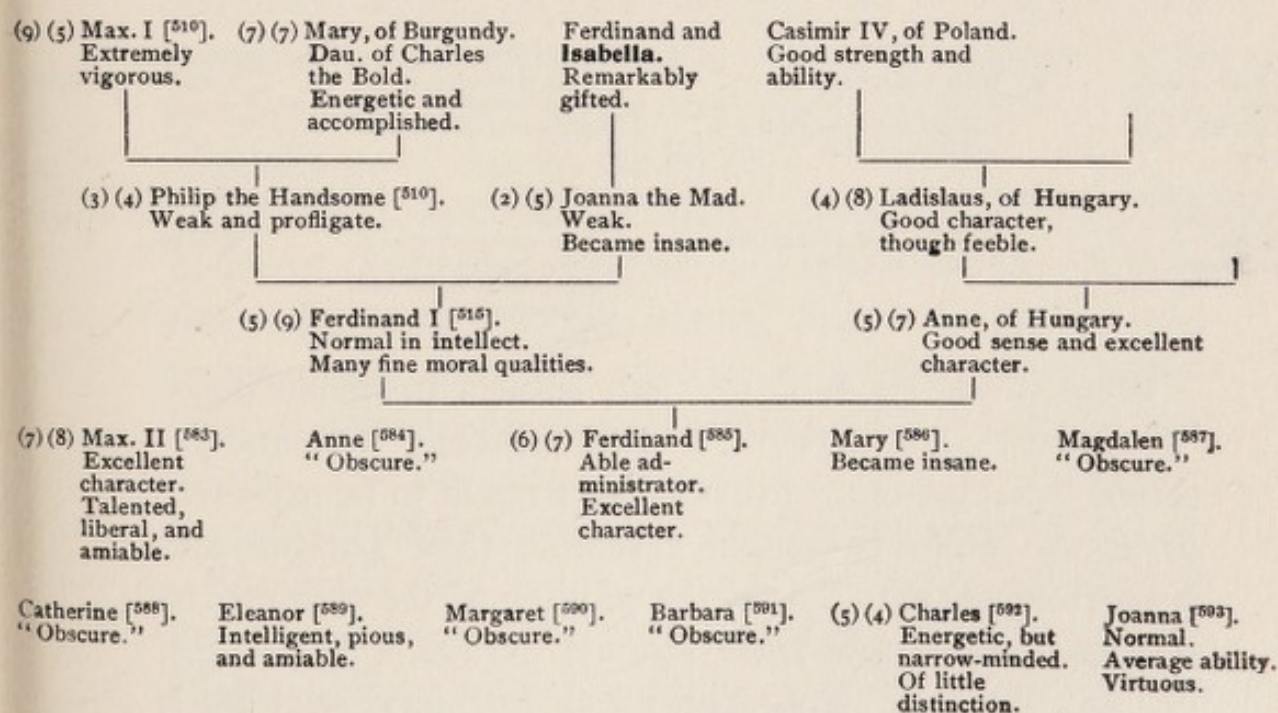 (9) (5) Max. I [510]. (7) (7) Mary, of Burgundy. Ferdinand and Casimir IV, of Poland.
Extremely Dau. of Charles Isabella. Good strength and
vigorous. the Bold. Remarkably ability.
Energetic and gifted.
accomplished.
(3) (4) Philip the Handsome [510]. (2) (5) Joanna the Mad. (4) (8) Ladislaus, of Hungary.
Weak and profligate. Weak. Good character,
Became insane. though feeble.
(5) (9) Ferdinand I [515]. (5) (7) Anne, of Hungary.
Normal in intellect. Good sense and excellent
Many fine moral qualities. character.
(7) (8) Max. II [583]. Anne [584]. (6) (7) Ferdinand [585]. Mary [586]. Magdalen [587].
Excellent "Obscure." Able ad- Became insane. "Obscure."
character. ministrator.
Talented, Excellent
liberal, and character.
amiable.
Catherine [588]. Eleanor [589]. Margaret [590]. Barbara [591]. (5) (4) Charles [592]. Joanna [593].
"Obscure." Intelligent, pious, "Obscure." "Obscure." Energetic, but Normal.
and amiable. narrow-minded. Average ability.
Of little Virtuous.
distinction.